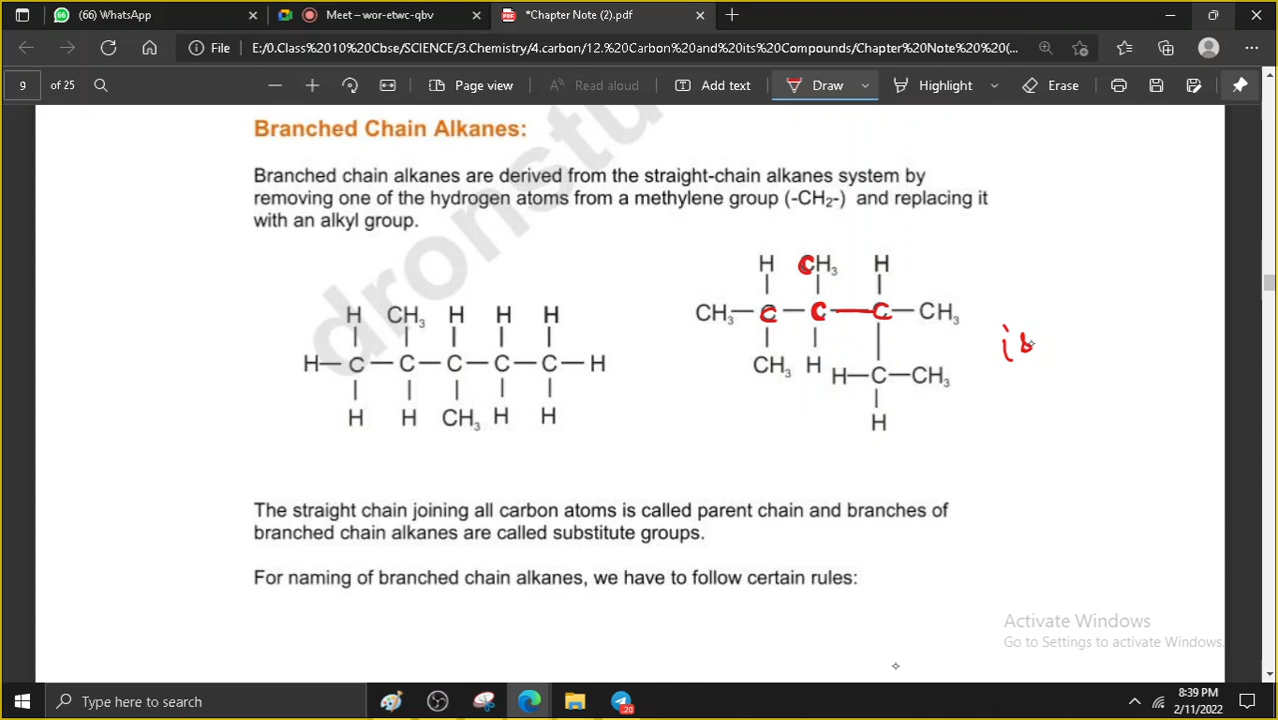 (66) WhatsApp
Meet – wor-etwc-qbv
*Chapter Note (2).pdf
File
E:/0.Class%2010%20Cbse/SCIENCE/3.Chemistry/4.carbon/12.%20Carbon%20and%20its%20Compounds/Chapter%20Note%20%20(...
9 of 25
Page view
Read aloud
Add text
Draw
Highlight
Erase
dronstu
Branched Chain Alkanes:
Branched chain alkanes are derived from the straight-chain alkanes system by
removing one of the hydrogen atoms from a methylene group (-CH₂-) and replacing it
with an alkyl group.
H CH₃ H
CH₃—C—C—C—CH₃
CH₃ H H—C—CH₃
H
is
H CH₃ H H H
H—C—C—C—C—C—H
H H CH₃ H H
The straight chain joining all carbon atoms is called parent chain and branches of
branched chain alkanes are called substitute groups.
For naming of branched chain alkanes, we have to follow certain rules:
Activate Windows
Go to Settings to activate Windows.
Type here to search
.20
8:39 PM
2/11/2022